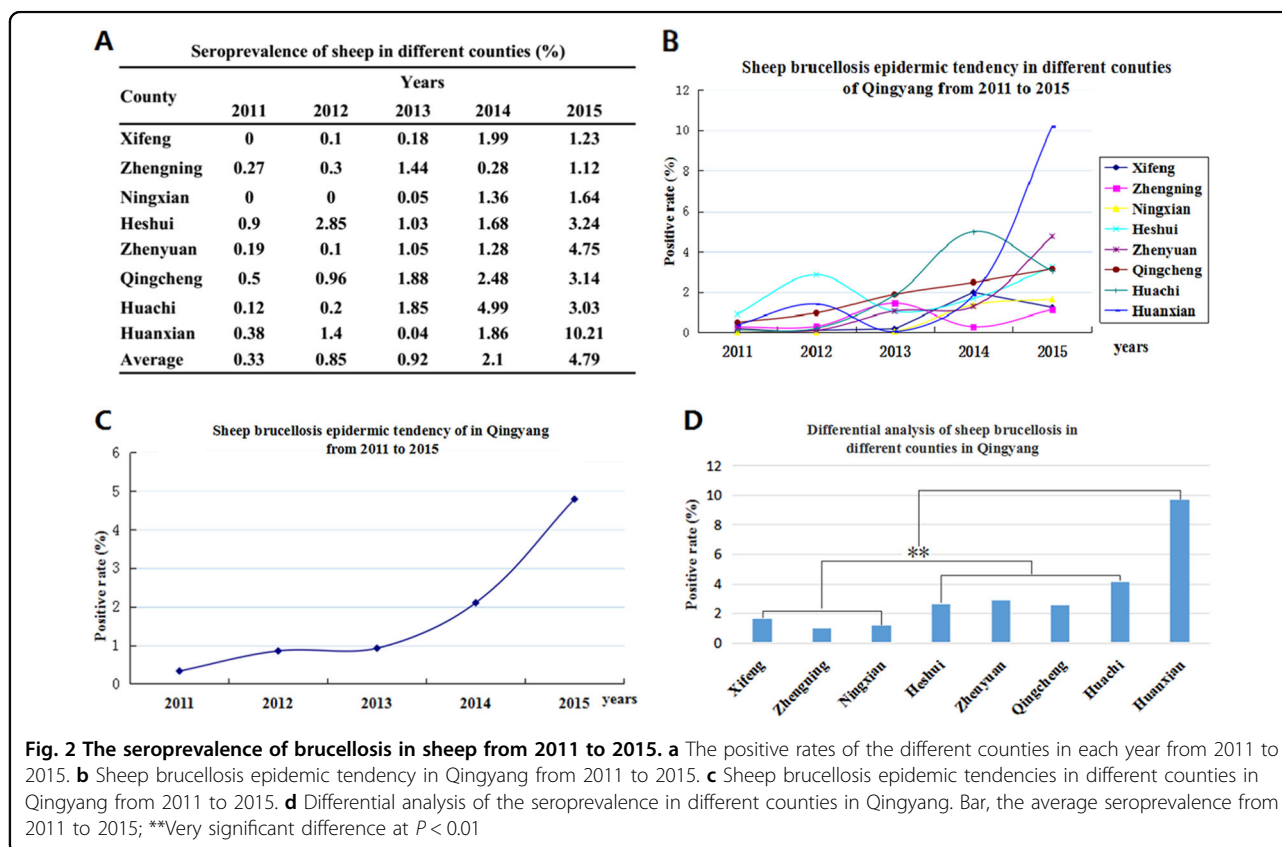 A
Seroprevalence of sheep in different counties (%)
County Years
2011 2012 2013 2014 2015
Xifeng 0 0.1 0.18 1.99 1.23
Zhengning 0.27 0.3 1.44 0.28 1.12
Ningxian 0 0 0.05 1.36 1.64
Heshui 0.9 2.85 1.03 1.68 3.24
Zhenyuan 0.19 0.1 1.05 1.28 4.75
Qingcheng 0.5 0.96 1.88 2.48 3.14
Huachi 0.12 0.2 1.85 4.99 3.03
Huanxian 0.38 1.4 0.04 1.86 10.21
Average 0.33 0.85 0.92 2.1 4.79
B
Sheep brucellosis epidermic tendency in different conuties
of Qingyang from 2011 to 2015
Positive rate (%)
12
10
8
6
4
2
0
2011 2012 2013 2014 2015 years
Xifeng
Zhengning
Ningxian
Heshui
Zhenyuan
Qingcheng
Huachi
Huanxian
C
Sheep brucellosis epidermic tendency of in Qingyang
from 2011 to 2015
Positive rate (%)
6
5
4
3
2
1
0
2011 2012 2013 2014 2015 years
D
Differential analysis of sheep brucellosis in
different counties in Qingyang
Positive rate (%)
12
10
8
6
4
2
0
**
Xifeng
Zhengning
Ningxian
Heshui
Zhenyuan
Qingcheng
Huachi
Huanxian
Fig. 2 The seroprevalence of brucellosis in sheep from 2011 to 2015. a The positive rates of the different counties in each year from 2011 to
2015. b Sheep brucellosis epidemic tendency in Qingyang from 2011 to 2015. c Sheep brucellosis epidemic tendencies in different counties in
Qingyang from 2011 to 2015. d Differential analysis of the seroprevalence in different counties in Qingyang. Bar, the average seroprevalence from
2011 to 2015; **Very significant difference at P < 0.01